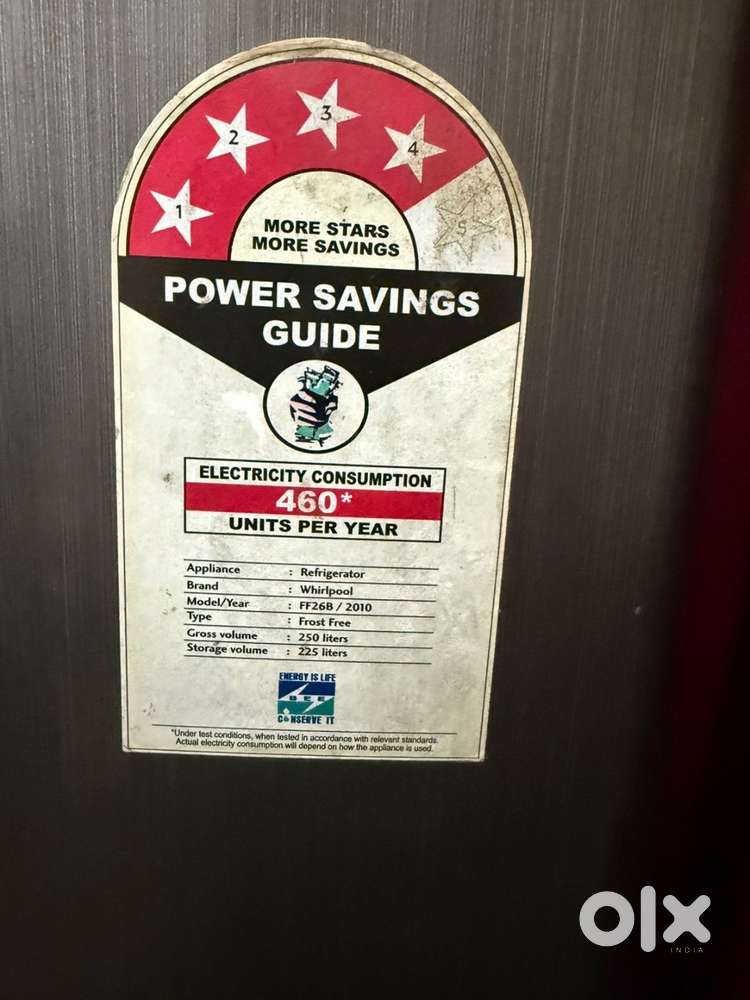 1
2
3
4
5
MORE STARS
MORE SAVINGS
POWER SAVINGS
GUIDE
ELECTRICITY CONSUMPTION
460*
UNITS PER YEAR
Appliance : Refrigerator
Brand : Whirlpool
Model/Year : FF26B / 2010
Type : Frost Free
Gross volume : 250 liters
Storage volume : 225 liters
ENERGY IS LIFE
BEE
CONSERVE IT
*Under test conditions, when tested in accordance with relevant standards.
Actual electricity consumption will depend on how the appliance is used.
olx
INDIA